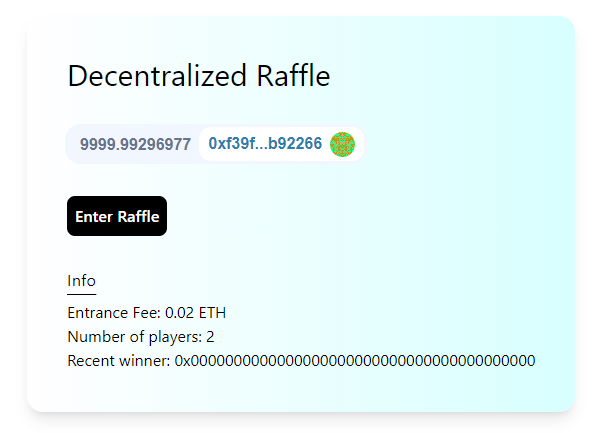 Decentralized Raffle
9999.99296977 0xf39f...b92266
Enter Raffle
Info
Entrance Fee: 0.02 ETH
Number of players: 2
Recent winner: 0x0000000000000000000000000000000000000000